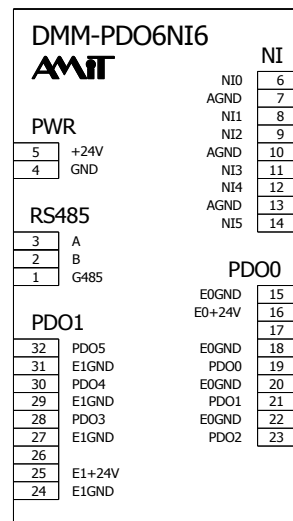 DMM-PDO6NI6
AMiT
NI
NI0 6
AGND 7
NI1 8
NI2 9
AGND 10
NI3 11
NI4 12
AGND 13
NI5 14
PWR
5 +24V
4 GND
RS485
3 A
2 B
1 G485
PDO0
E0GND 15
E0+24V 16
17
E0GND 18
PDO0 19
E0GND 20
PDO1 21
E0GND 22
PDO2 23
PDO1
32 PDO5
31 E1GND
30 PDO4
29 E1GND
28 PDO3
27 E1GND
26
25 E1+24V
24 E1GND